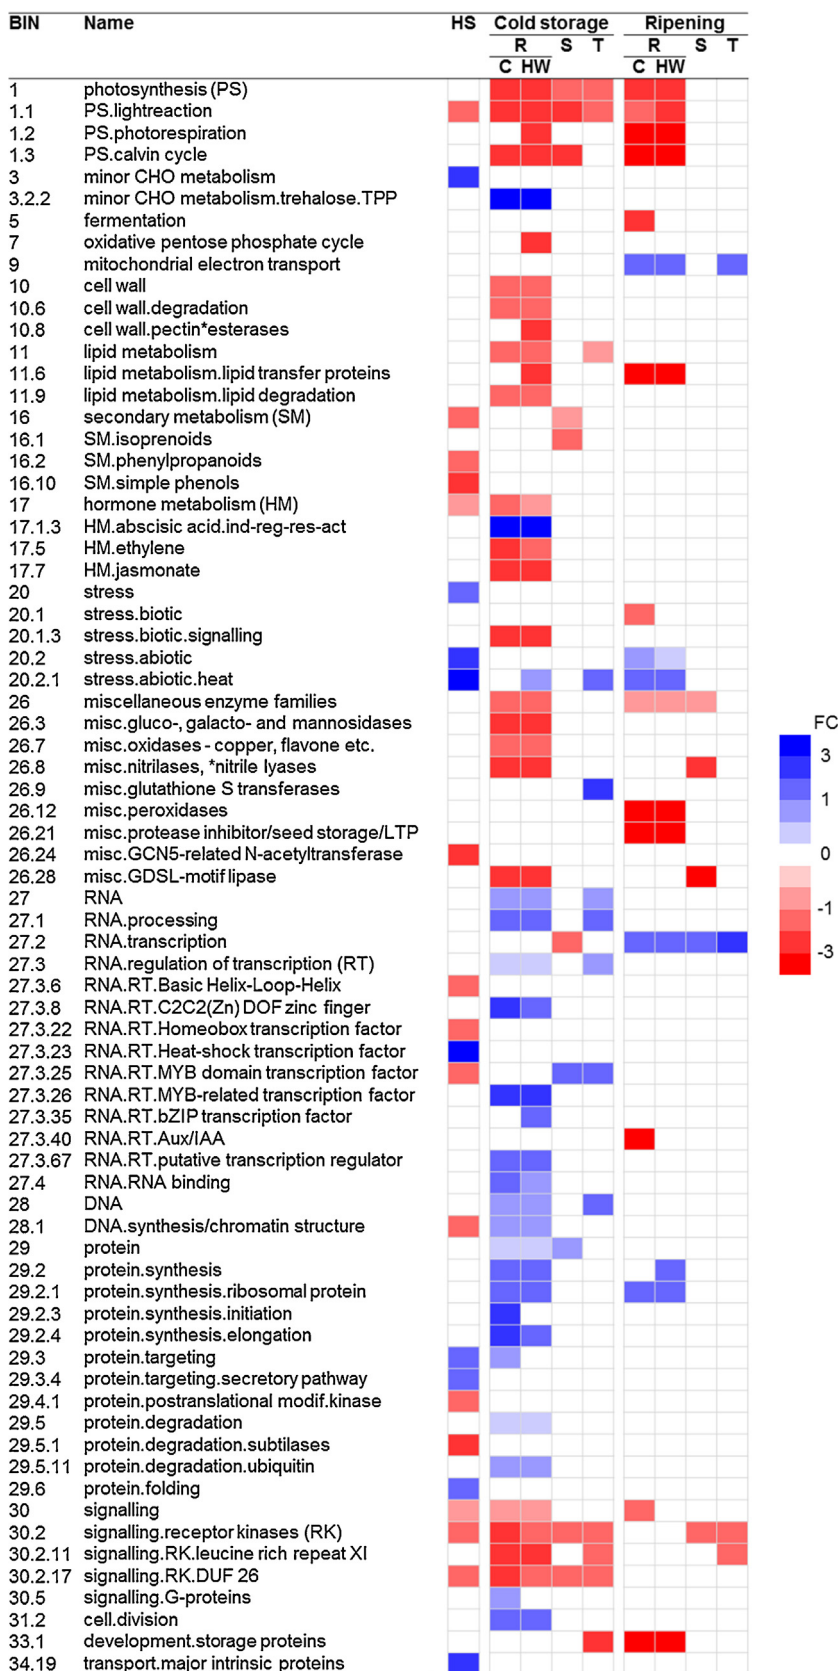 BIN Name HS Cold storage Ripening
R S T R S T
C HW C HW
1 photosynthesis (PS)
1.1 PS.lightreaction
1.2 PS.photorespiration
1.3 PS.calvin cycle
3 minor CHO metabolism
3.2.2 minor CHO metabolism.trehalose.TPP
5 fermentation
7 oxidative pentose phosphate cycle
9 mitochondrial electron transport
10 cell wall
10.6 cell wall.degradation
10.8 cell wall.pectin*esterases
11 lipid metabolism
11.6 lipid metabolism.lipid transfer proteins
11.9 lipid metabolism.lipid degradation
16 secondary metabolism (SM)
16.1 SM.isoprenoids
16.2 SM.phenylpropanoids
16.10 SM.simple phenols
17 hormone metabolism (HM)
17.1.3 HM.abscisic acid.ind-reg-res-act
17.5 HM.ethylene
17.7 HM.jasmonate
20 stress
20.1 stress.biotic
20.1.3 stress.biotic.signalling
20.2 stress.abiotic
20.2.1 stress.abiotic.heat
26 miscellaneous enzyme families
26.3 misc.gluco-, galacto- and mannosidases
26.7 misc.oxidases - copper, flavone etc.
26.8 misc.nitrilases, *nitrile lyases
26.9 misc.glutathione S transferases
26.12 misc.peroxidases
26.21 misc.protease inhibitor/seed storage/LTP
26.24 misc.GCN5-related N-acetyltransferase
26.28 misc.GDSL-motif lipase
27 RNA
27.1 RNA.processing
27.2 RNA.transcription
27.3 RNA.regulation of transcription (RT)
27.3.6 RNA.RT.Basic Helix-Loop-Helix
27.3.8 RNA.RT.C2C2(Zn) DOF zinc finger
27.3.22 RNA.RT.Homeobox transcription factor
27.3.23 RNA.RT.Heat-shock transcription factor
27.3.25 RNA.RT.MYB domain transcription factor
27.3.26 RNA.RT.MYB-related transcription factor
27.3.35 RNA.RT.bZIP transcription factor
27.3.40 RNA.RT.Aux/IAA
27.3.67 RNA.RT.putative transcription regulator
27.4 RNA.RNA binding
28 DNA
28.1 DNA.synthesis/chromatin structure
29 protein
29.2 protein.synthesis
29.2.1 protein.synthesis.ribosomal protein
29.2.3 protein.synthesis.initiation
29.2.4 protein.synthesis.elongation
29.3 protein.targeting
29.3.4 protein.targeting.secretory pathway
29.4.1 protein.postranslational modif.kinase
29.5 protein.degradation
29.5.1 protein.degradation.subtilases
29.5.11 protein.degradation.ubiquitin
29.6 protein.folding
30 signalling
30.2 signalling.receptor kinases (RK)
30.2.11 signalling.RK.leucine rich repeat XI
30.2.17 signalling.RK.DUF 26
30.5 signalling.G-proteins
31.2 cell.division
33.1 development.storage proteins
34.19 transport.major intrinsic proteins
FC
3
1
0
-1
-3